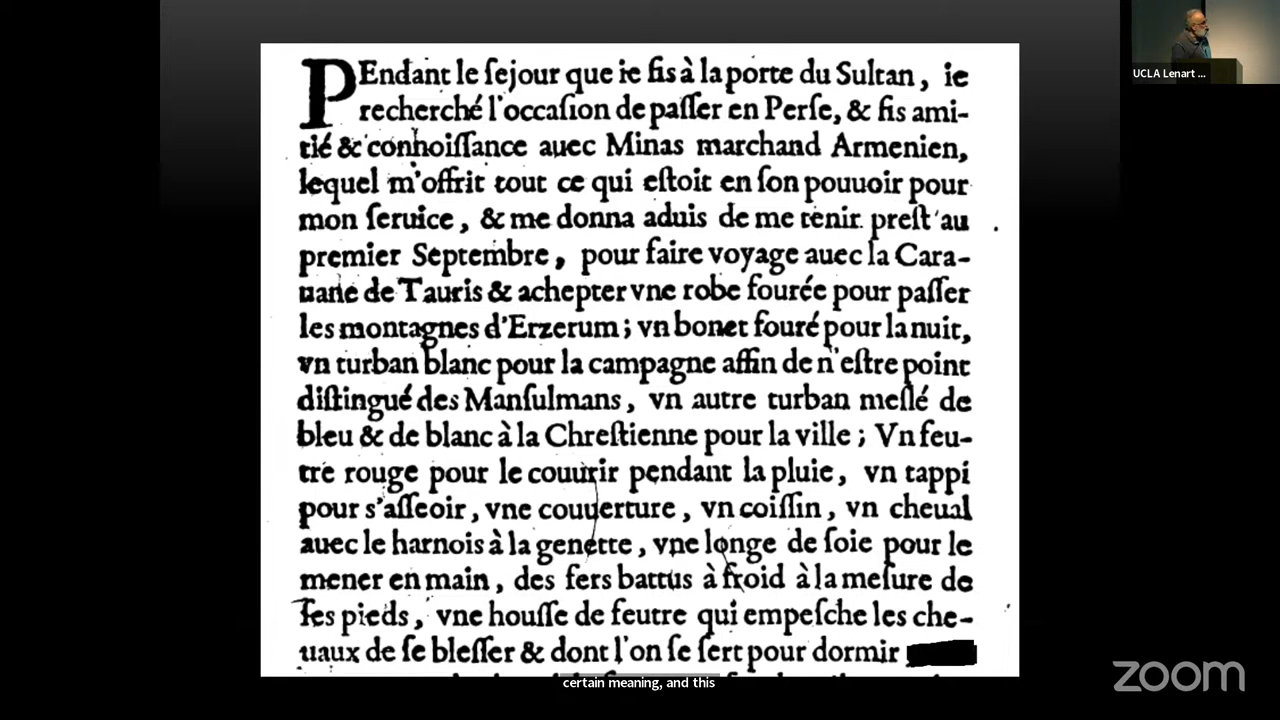 PEndant le ſejour que ie fis à la porte du Sultan, ie
recherché l'occaſion de paſſer en Perſe, & fis ami-
tié & connoiſſance auec Minas marchand Armenien,
lequel m'offrit tout ce qui eſtoit en ſon pouuoir pour
mon ſeruice, & me donna aduis de me tenir preſt au
premier Septembre, pour faire voyage auec la Cara-
uane de Tauris & achepter vne robe fourée pour paſſer
les montagnes d'Erzerum; vn bonet fouré pour la nuit,
vn turban blanc pour la campagne affin de n'eſtre point
diſtingué des Manſulmans, vn autre turban meſlé de
bleu & de blanc à la Chreſtienne pour la ville; Vn feu-
tre rouge pour le couurir pendant la pluie, vn tappi
pour s'aſſeoir, vne couuerture, vn coiſſin, vn cheual
auec le harnois à la genette, vne longe de ſoie pour le
mener en main, des fers battus à froid à la meſure de
ſes pieds, vne houſſe de feutre qui empeſche les che-
uaux de ſe bleſſer & dont l'on ſe ſert pour dormir
certain meaning, and this
UCLA Lenart ...
zoom